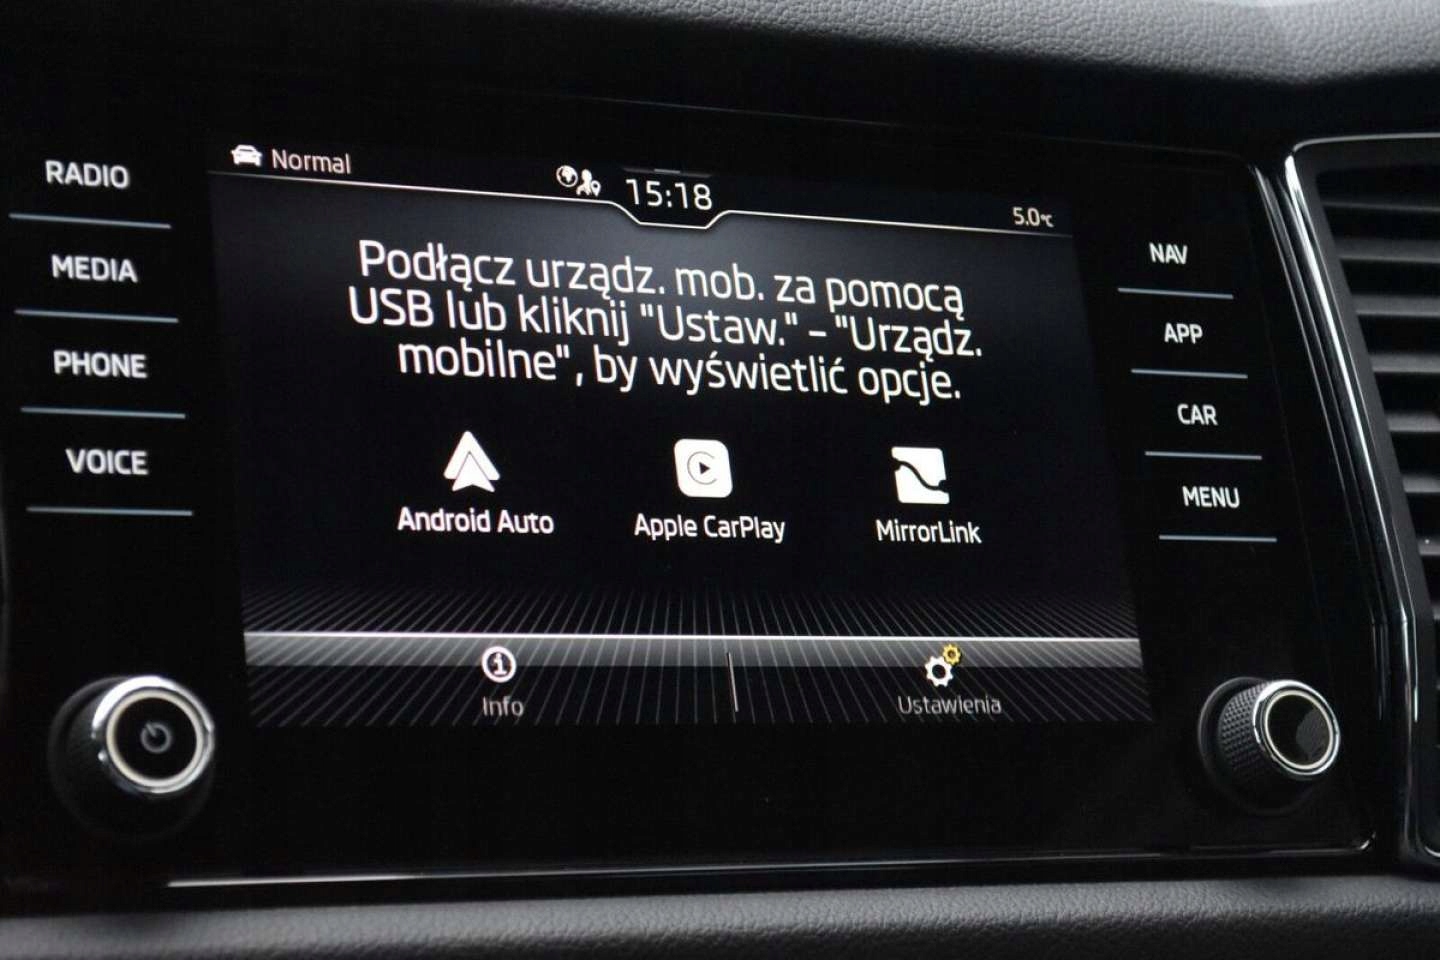 RADIO
MEDIA
PHONE
VOICE
Normal
15:18
5.0°C
Podłącz urządz. mob. za pomocą
USB lub kliknij "Ustaw." - "Urządz.
mobilne", by wyświetlić opcje.
Android Auto
Apple CarPlay
MirrorLink
Info
Ustawienia
NAV
APP
CAR
MENU